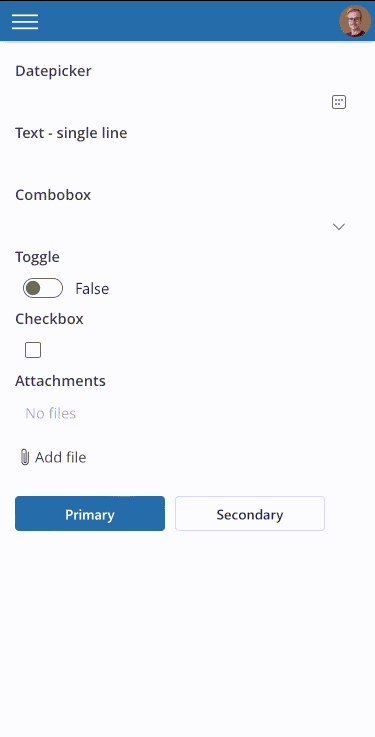 Datepicker
Text - single line
Combobox
Toggle
False
Checkbox
Attachments
No files
Add file
Primary
Secondary